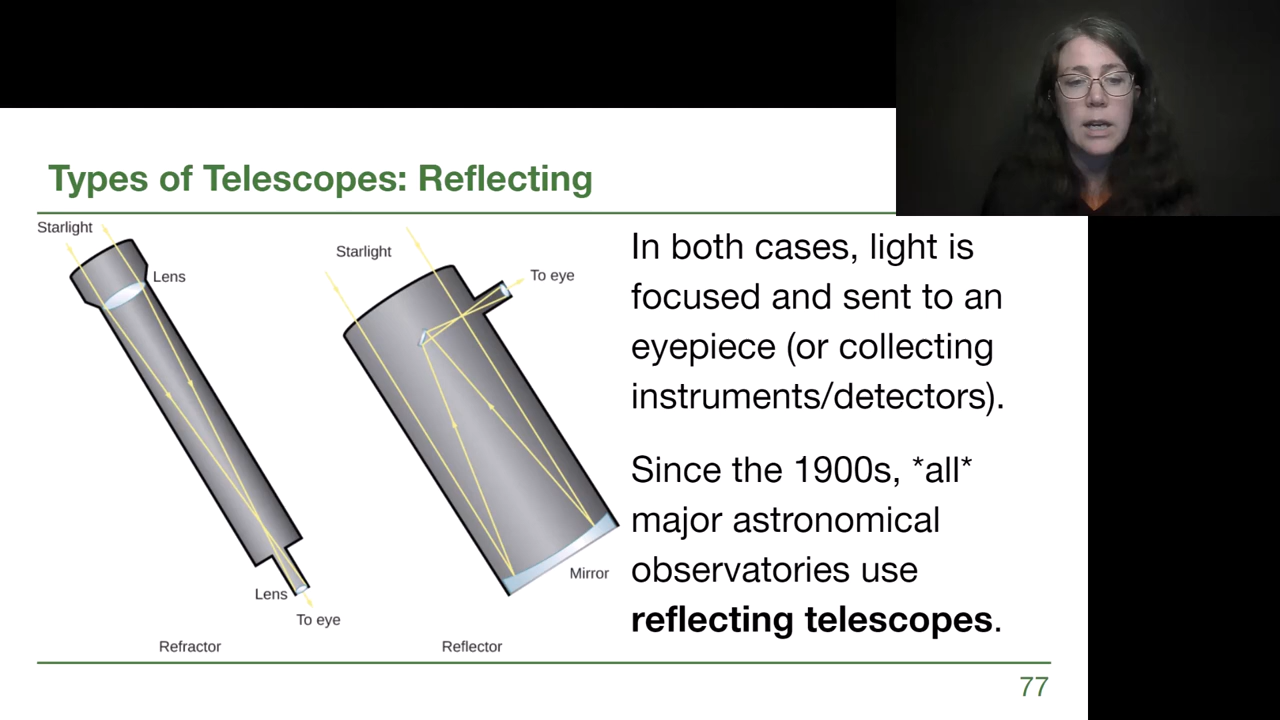 Types of Telescopes: Reflecting
Starlight
Lens
Lens
To eye
Refractor
Starlight
To eye
Mirror
Reflector
In both cases, light is
focused and sent to an
eyepiece (or collecting
instruments/detectors).
Since the 1900s, *all*
major astronomical
observatories use
reflecting telescopes.
77